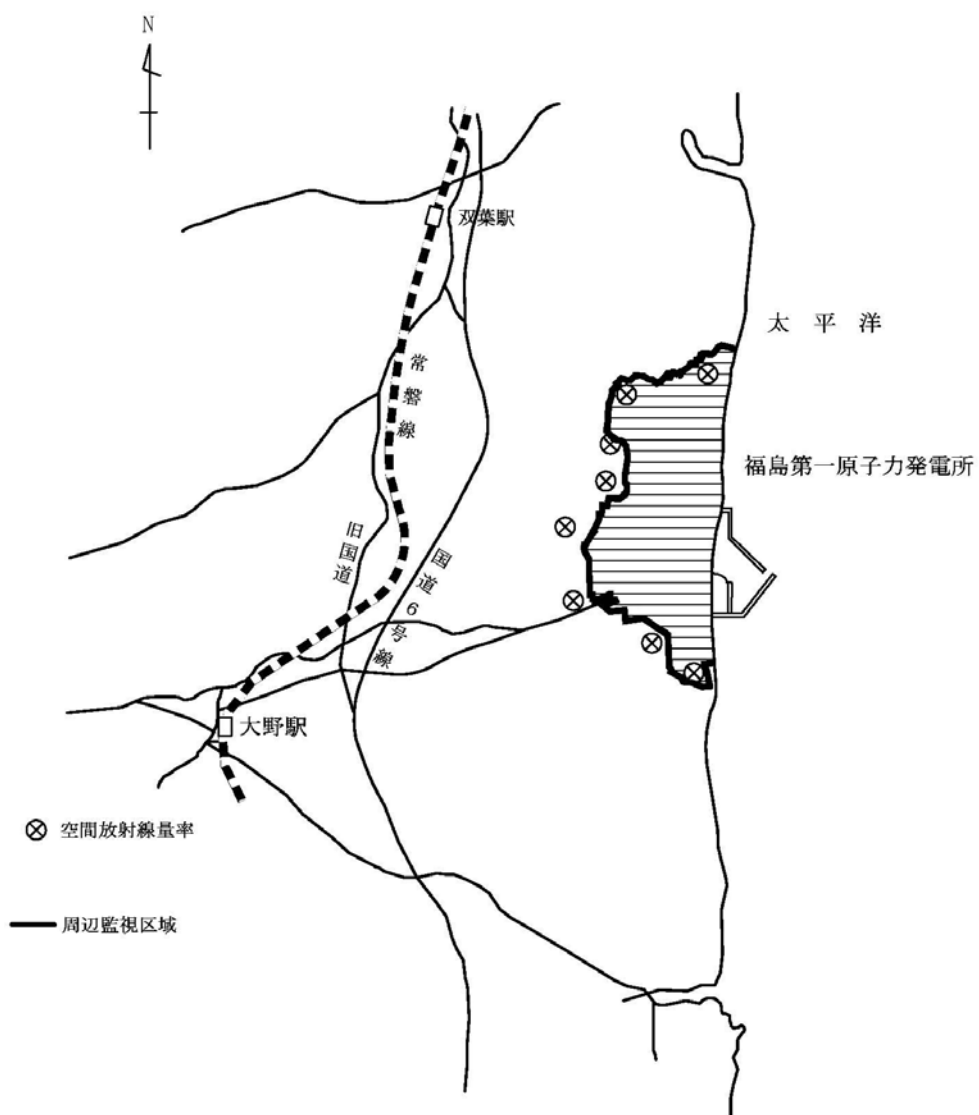 N
双葉駅
太 平 洋
常磐線
福島第一原子力発電所
旧国道
国道6号線
大野駅
空間放射線量率
周辺監視区域